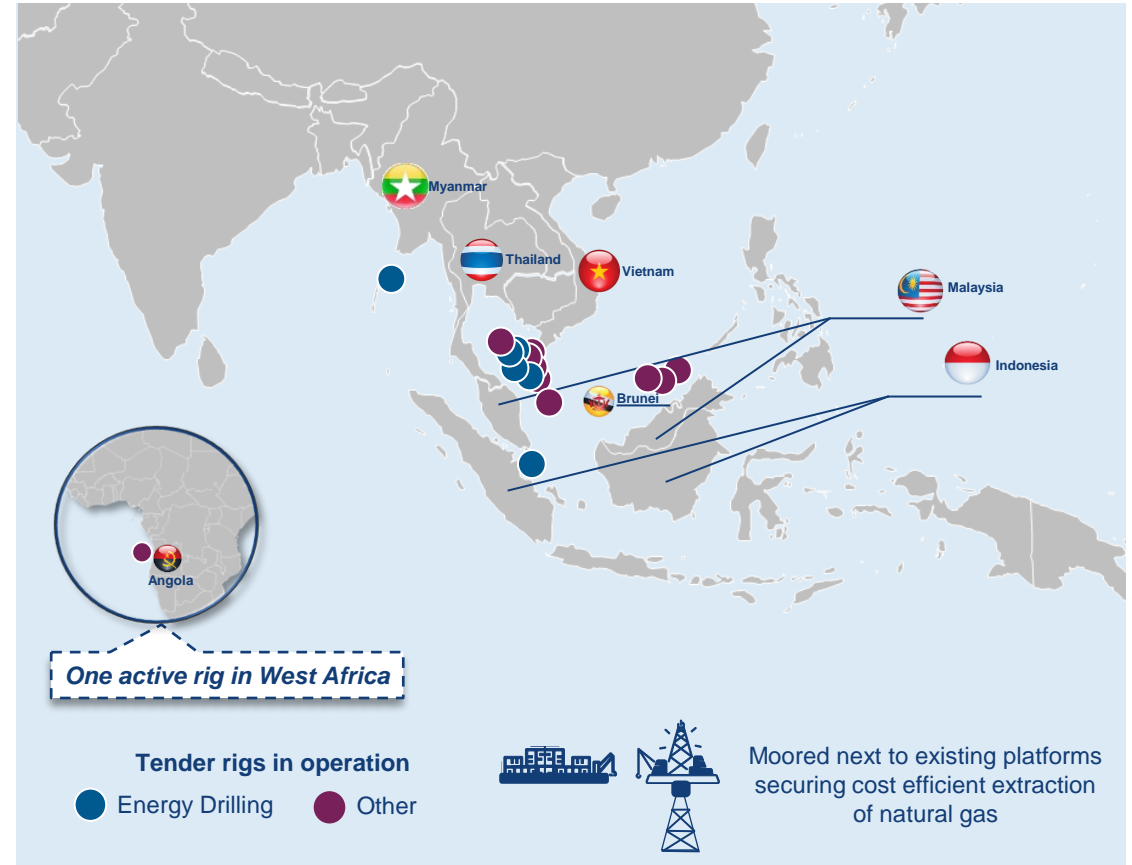 Myanmar
Thailand
Vietnam
Malaysia
Indonesia
Brunei
Angola
One active rig in West Africa
Tender rigs in operation
Energy Drilling
Other
Moored next to existing platforms
securing cost efficient extraction
of natural gas